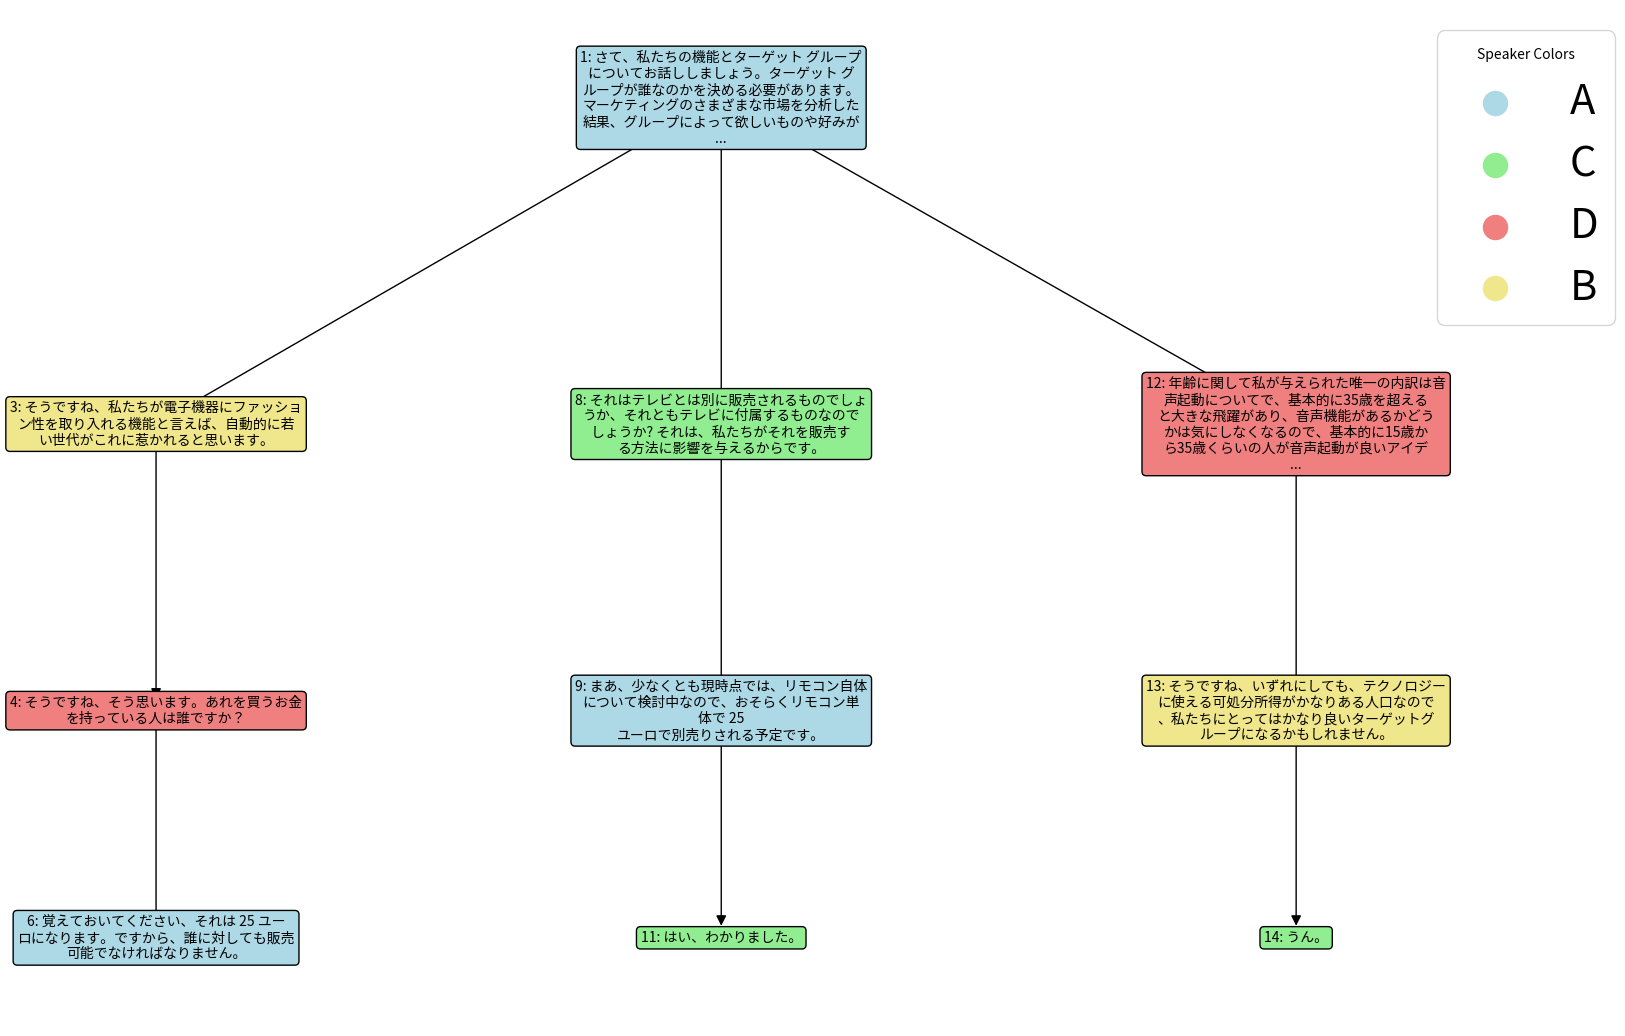 1: さて、私たちの機能とターゲット グループ
についてお話ししましょう。ターゲット グ
ループが誰なのかを決める必要があります。
マーケティングのさまざまな市場を分析した
結果、グループによって欲しいものや好みが
...
Speaker Colors
A
C
D
B
3: そうですね、私たちが電子機器にファッショ
ン性を取り入れる機能と言えば、自動的に若
い世代がこれに惹かれると思います。
8: それはテレビとは別に販売されるものでしょ
うか、それともテレビに付属するものなので
しょうか? それは、私たちがそれを販売す
る方法に影響を与えるからです。
12: 年齢に関して私が与えられた唯一の内訳は音
声起動についてで、基本的に35歳を超える
と大きな飛躍があり、音声機能があるかどう
かは気にしなくなるので、基本的に15歳か
ら35歳くらいの人が音声起動が良いアイデ
...
4: そうですね、そう思います。あれを買うお金
を持っている人は誰ですか？
9: まあ、少なくとも現時点では、リモコン自体
について検討中なので、おそらくリモコン単
体で 25
ユーロで別売りされる予定です。
13: そうですね、いずれにしても、テクノロジー
に使える可処分所得がかなりある人口なので
、私たちにとってはかなり良いターゲットグ
ループになるかもしれません。
6: 覚えておいてください、それは 25 ユー
ロになります。ですから、誰に対しても販売
可能でなければなりません。
11: はい、わかりました。
14: うん。